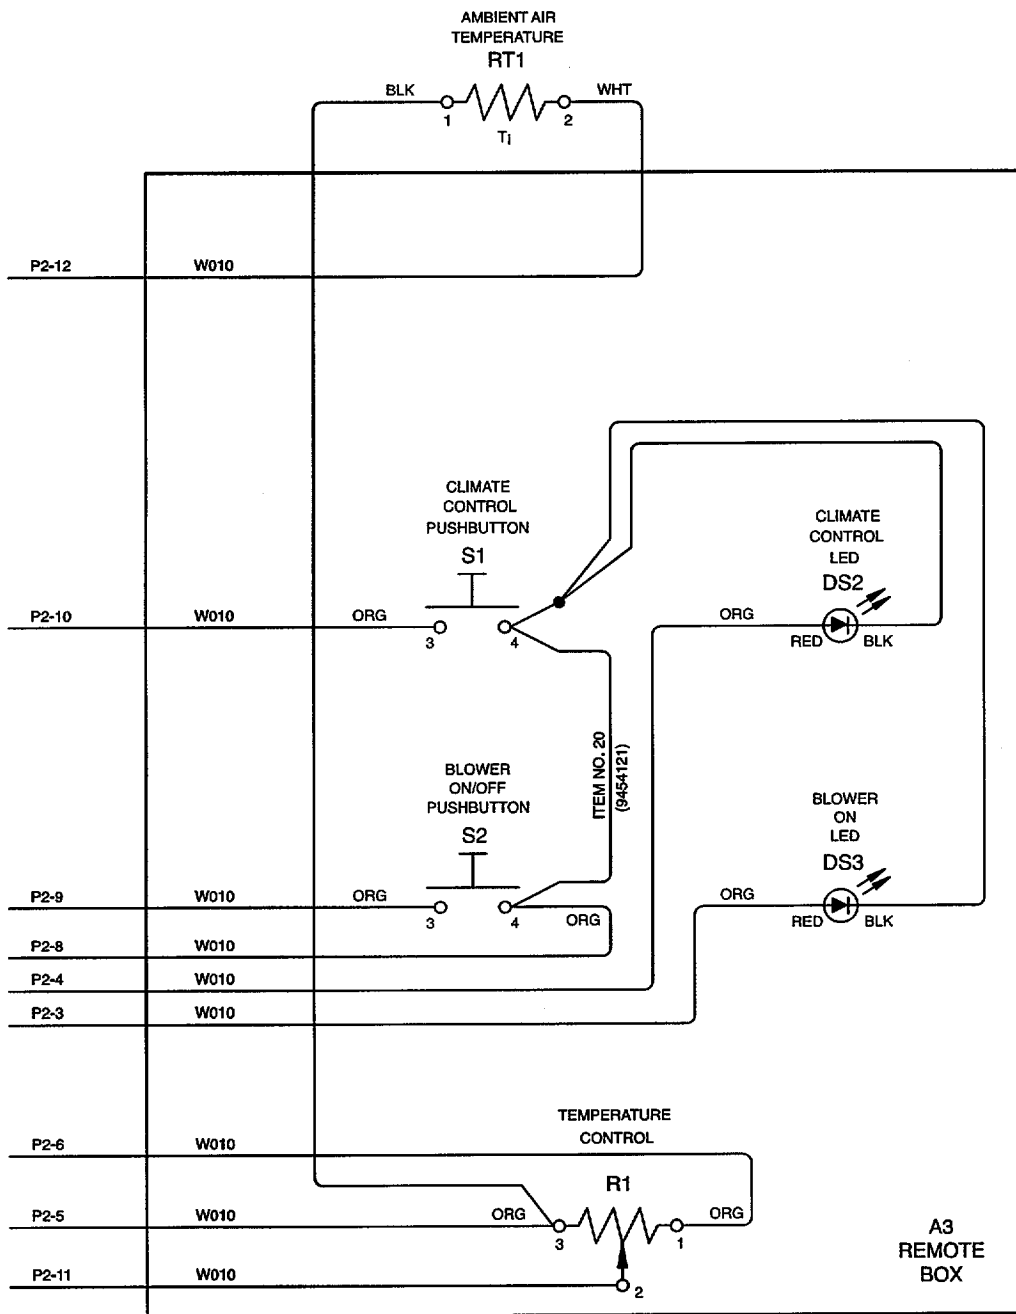 AMBIENT AIR
TEMPERATURE
RT1
BLK
WHT
1
2
T
P2-12
W010
CLIMATE
CONTROL
PUSHBUTTON
S1
CLIMATE
CONTROL
LED
DS2
P2-10
W010
ORG
3
4
ORG
RED
BLK
ITEM NO. 20
(9454121)
BLOWER
ON/OFF
PUSHBUTTON
S2
BLOWER
ON
LED
DS3
P2-9
W010
ORG
3
4
ORG
ORG
RED
BLK
P2-8
W010
P2-4
W010
P2-3
W010
TEMPERATURE
CONTROL
P2-6
W010
R1
P2-5
W010
ORG
3
1
ORG
P2-11
W010
2
A3
REMOTE
BOX